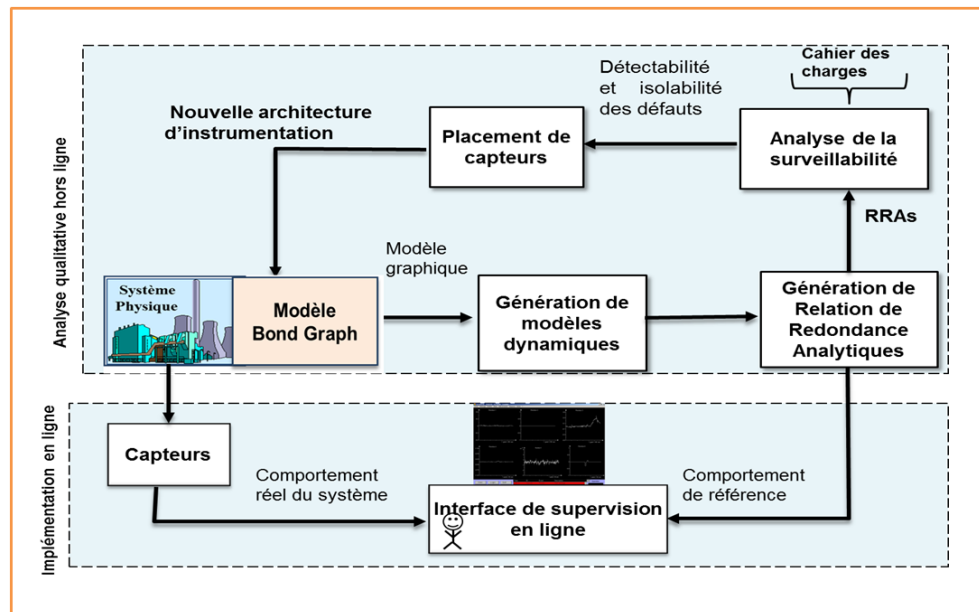 Analyse qualitative hors ligne
Cahier des
charges
Détectabilité
et isolabilité
des défauts
Nouvelle architecture
d'instrumentation
Placement de
capteurs
Analyse de la
surveillabilité
RRAs
Système
Physique
Modèle
Bond Graph
Modèle
graphique
Génération de
modèles
dynamiques
Génération de
Relation de
Redondance
Analytiques
Implémentation en ligne
Capteurs
Comportement
réel du système
Interface de supervision
en ligne
Comportement
de référence